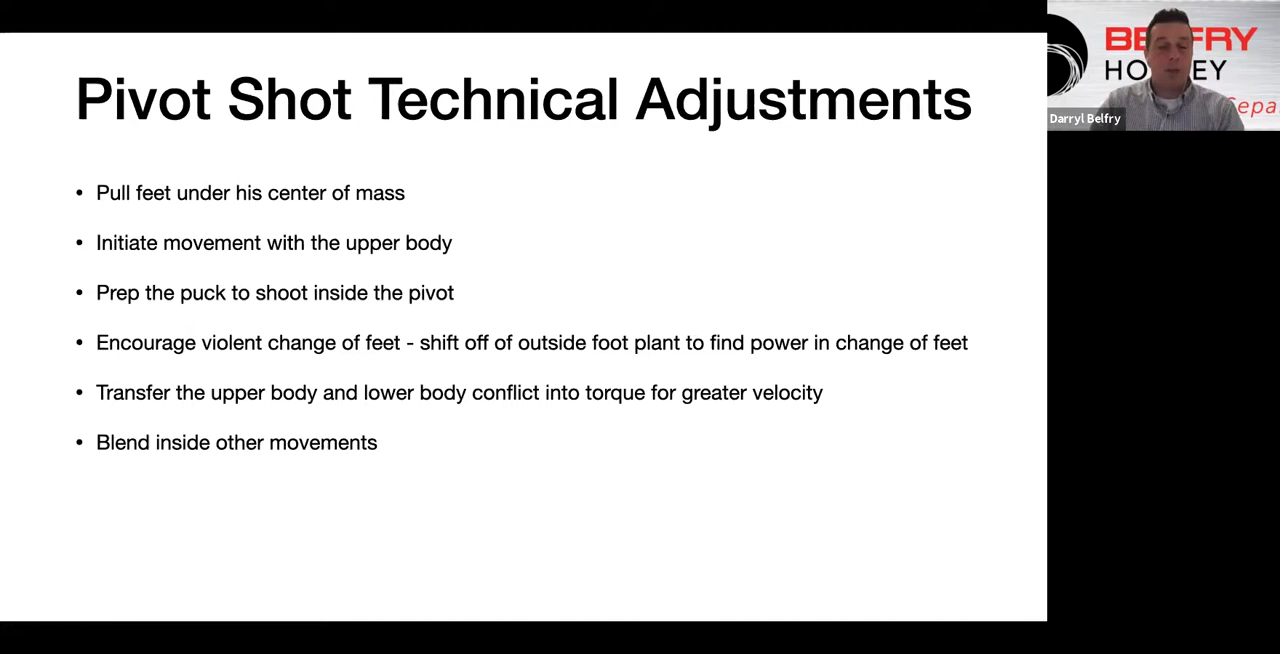 Pivot Shot Technical Adjustments
• Pull feet under his center of mass
• Initiate movement with the upper body
• Prep the puck to shoot inside the pivot
• Encourage violent change of feet - shift off of outside foot plant to find power in change of feet
• Transfer the upper body and lower body conflict into torque for greater velocity
• Blend inside other movements
Darryl Belfry